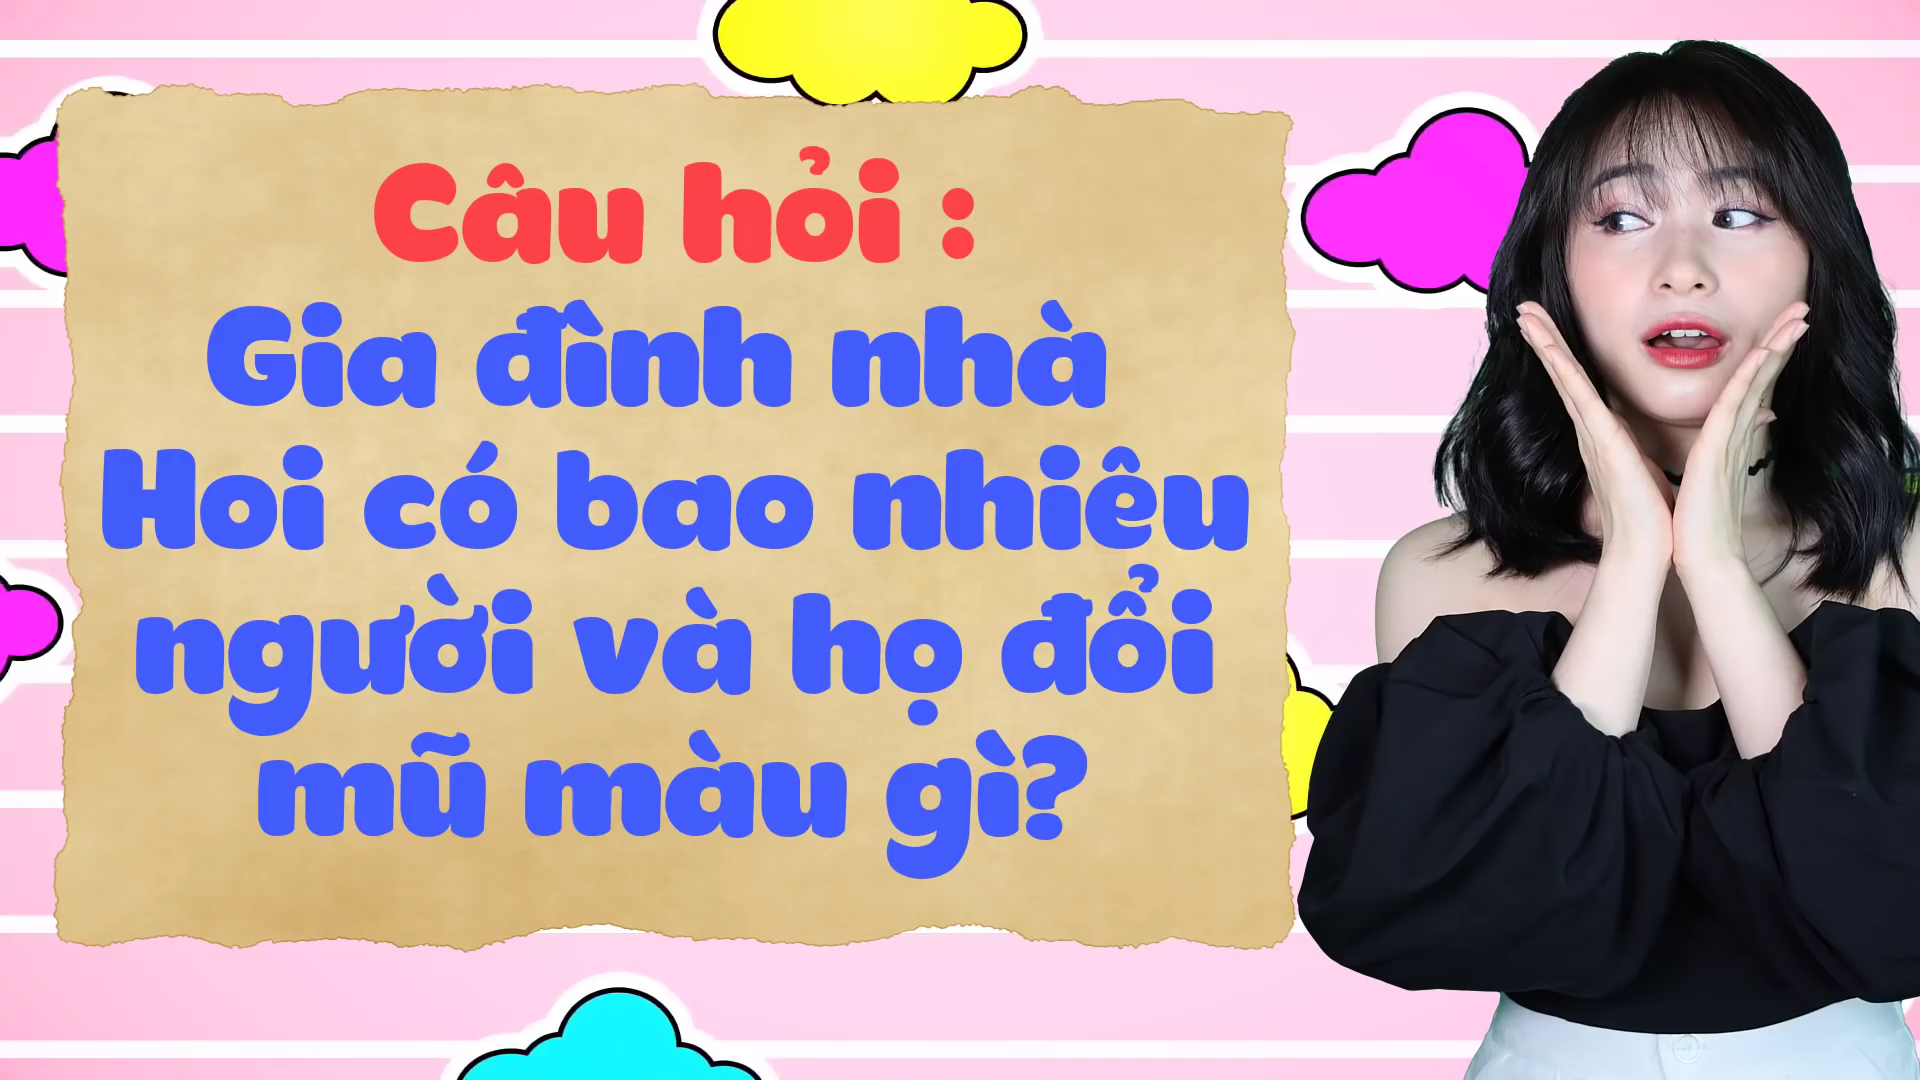 Câu hỏi :
Gia đình nhà
Hoi có bao nhiêu
người và họ đổi
mũ màu gì?